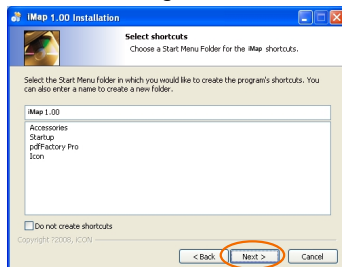 iMap 1.00 Installation
Select shortcuts
Choose a Start Menu Folder for the iMap shortcuts.
Select the Start Menu folder in which you would like to create the program's shortcuts. You
can also enter a name to create a new folder.
iMap 1.00
Accessories
Startup
pdfFactory Pro
Icon
Do not create shortcuts
Copyright ?2008, iCON
< Back
Next >
Cancel